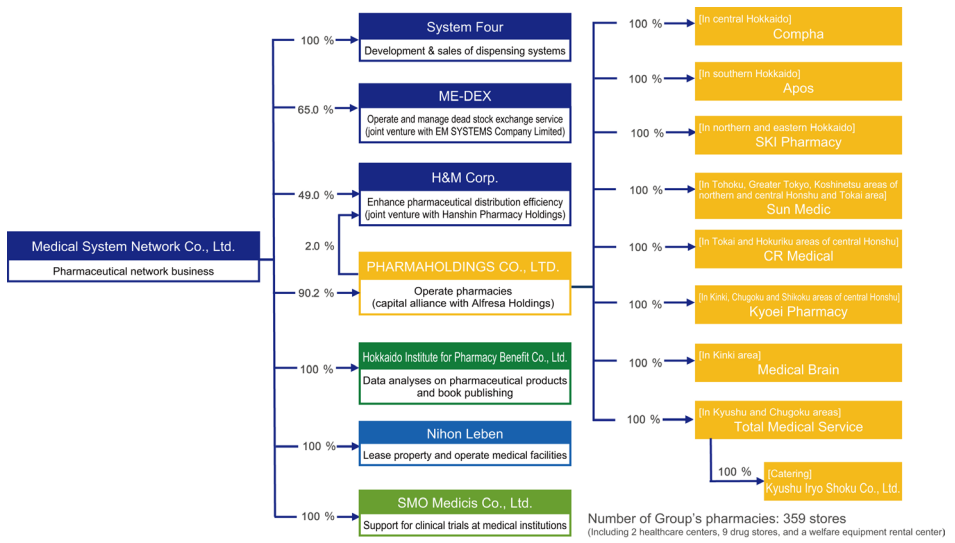 Medical System Network Co., Ltd.
Pharmaceutical network business
100 %
System Four
Development & sales of dispensing systems
65.0 %
ME-DEX
Operate and manage dead stock exchange service
(joint venture with EM SYSTEMS Company Limited)
49.0 %
H&M Corp.
Enhance pharmaceutical distribution efficiency
(joint venture with Hanshin Pharmacy Holdings)
2.0 %
90.2 %
PHARMAHOLDINGS CO., LTD.
Operate pharmacies
(capital alliance with Alfresa Holdings)
100 %
Hokkaido Institute for Pharmacy Benefit Co., Ltd.
Data analyses on pharmaceutical products
and book publishing
100 %
Nihon Leben
Lease property and operate medical facilities
100 %
SMO Medicis Co., Ltd.
Support for clinical trials at medical institutions
100 %
[In central Hokkaido]
Compha
100 %
[In southern Hokkaido]
Apos
100 %
[In northern and eastern Hokkaido]
SKI Pharmacy
100 %
[In Tohoku, Greater Tokyo, Koshinetsu areas of
northern and central Honshu and Tokai area]
Sun Medic
100 %
[In Tokai and Hokuriku areas of central Honshu]
CR Medical
100 %
[In Kinki, Chugoku and Shikoku areas of central Honshu]
Kyoei Pharmacy
100 %
[In Kinki area]
Medical Brain
100 %
[In Kyushu and Chugoku areas]
Total Medical Service
100 %
[Catering]
Kyushu Iryo Shoku Co., Ltd.
Number of Group's pharmacies: 359 stores
(Including 2 healthcare centers, 9 drug stores, and a welfare equipment rental center)